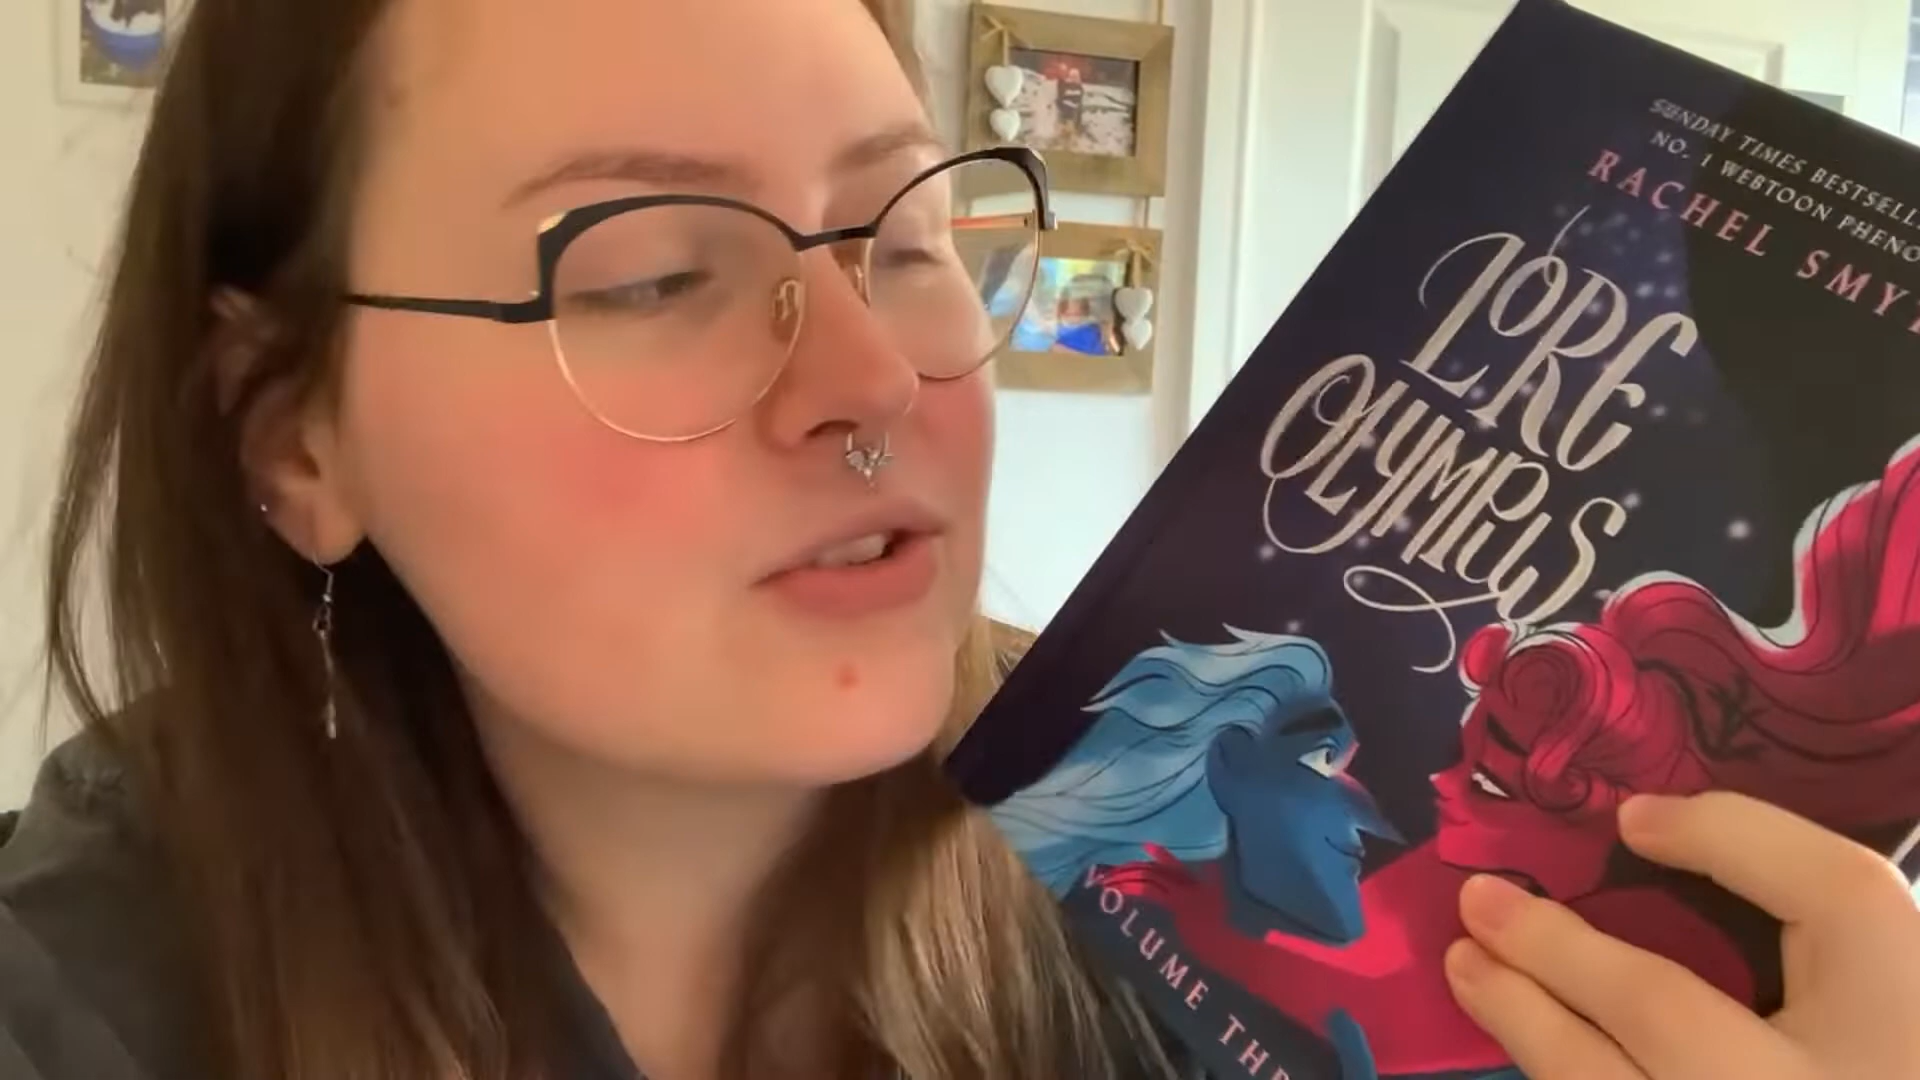 SUNDAY TIMES BESTSELL
NO. 1 WEBTOON PHENO
RACHEL SMY
LORE
OLYMPUS
VOLUME THR